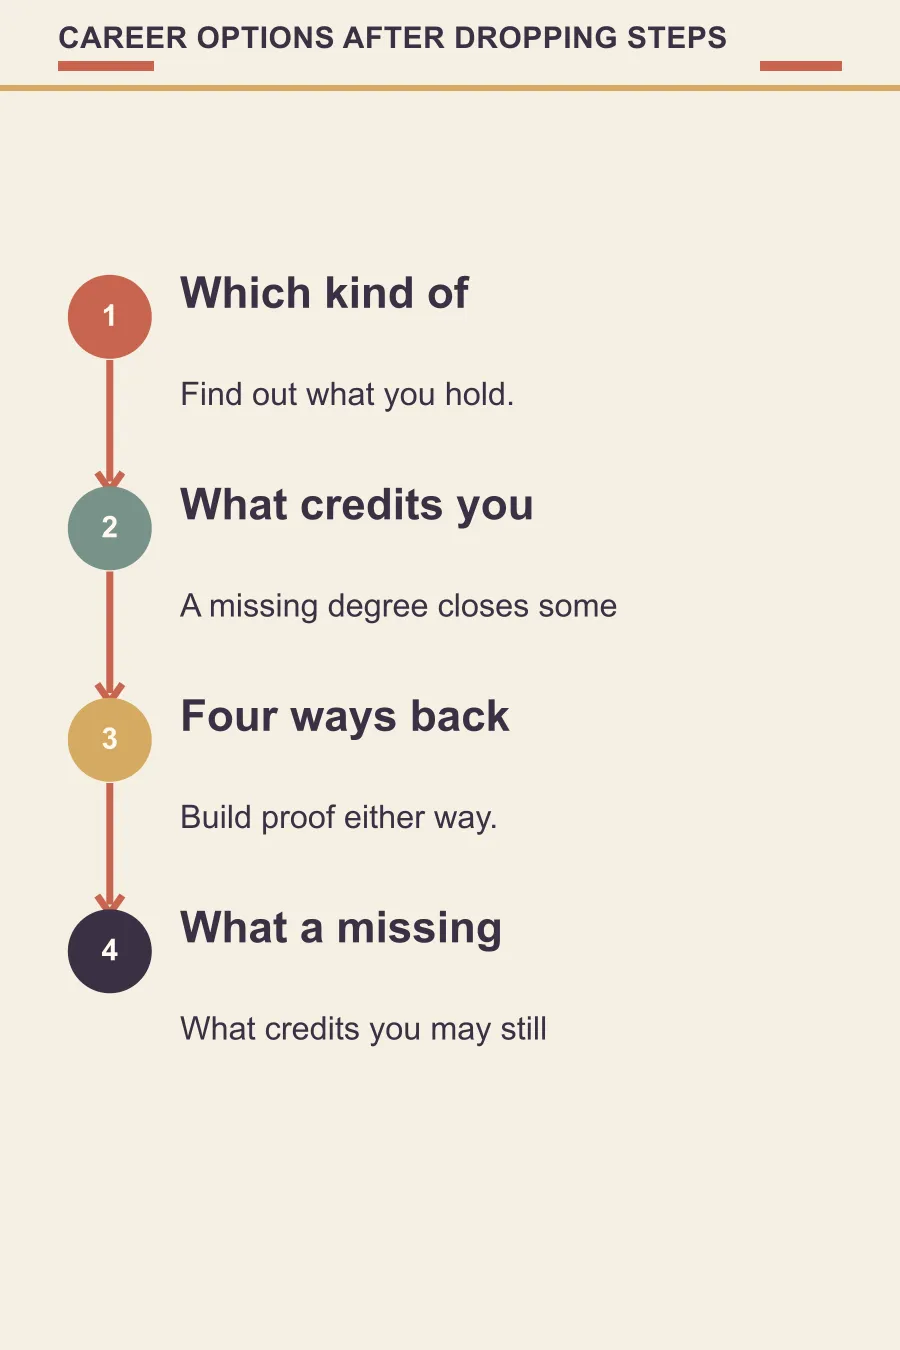 CAREER OPTIONS AFTER DROPPING STEPS
1
Which kind of
Find out what you hold.
2
What credits you
A missing degree closes some
3
Four ways back
Build proof either way.
4
What a missing
What credits you may still